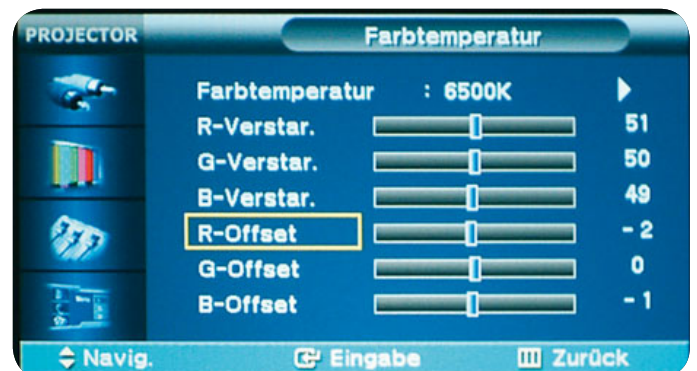 PROJECTOR
Farbtemperatur
Farbtemperatur : 6500K
R-Verstar. 51
G-Verstar. 50
B-Verstar. 49
R-Offset - 2
G-Offset 0
B-Offset - 1
Navig. Eingabe Zurück